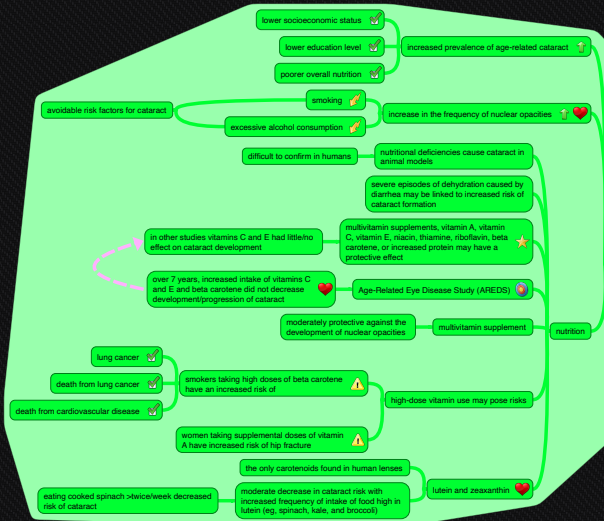 lower socioeconomic status
lower education level
increased prevalence of age-related cataract
poorer overall nutrition
smoking
avoidable risk factors for cataract
increase in the frequency of nuclear opacities
excessive alcohol consumption
difficult to confirm in humans
nutritional deficiencies cause cataract in
animal models
severe episodes of dehydration caused by
diarrhea may be linked to increased risk of
cataract formation
in other studies vitamins C and E had little/no
effect on cataract development
multivitamin supplements, vitamin A, vitamin
C, vitamin E, niacin, thiamine, riboflavin, beta
carotene, or increased protein may have a
protective effect
over 7 years, increased intake of vitamins C
and E and beta carotene did not decrease
development/progression of cataract
Age-Related Eye Disease Study (AREDS)
moderately protective against the
development of nuclear opacities
multivitamin supplement
nutrition
lung cancer
death from lung cancer
death from cardiovascular disease
smokers taking high doses of beta carotene
have an increased risk of
high-dose vitamin use may pose risks
women taking supplemental doses of vitamin
A have increased risk of hip fracture
the only carotenoids found in human lenses
lutein and zeaxanthin
eating cooked spinach >twice/week decreased
risk of cataract
moderate decrease in cataract risk with
increased frequency of intake of food high in
lutein (eg, spinach, kale, and broccoli)